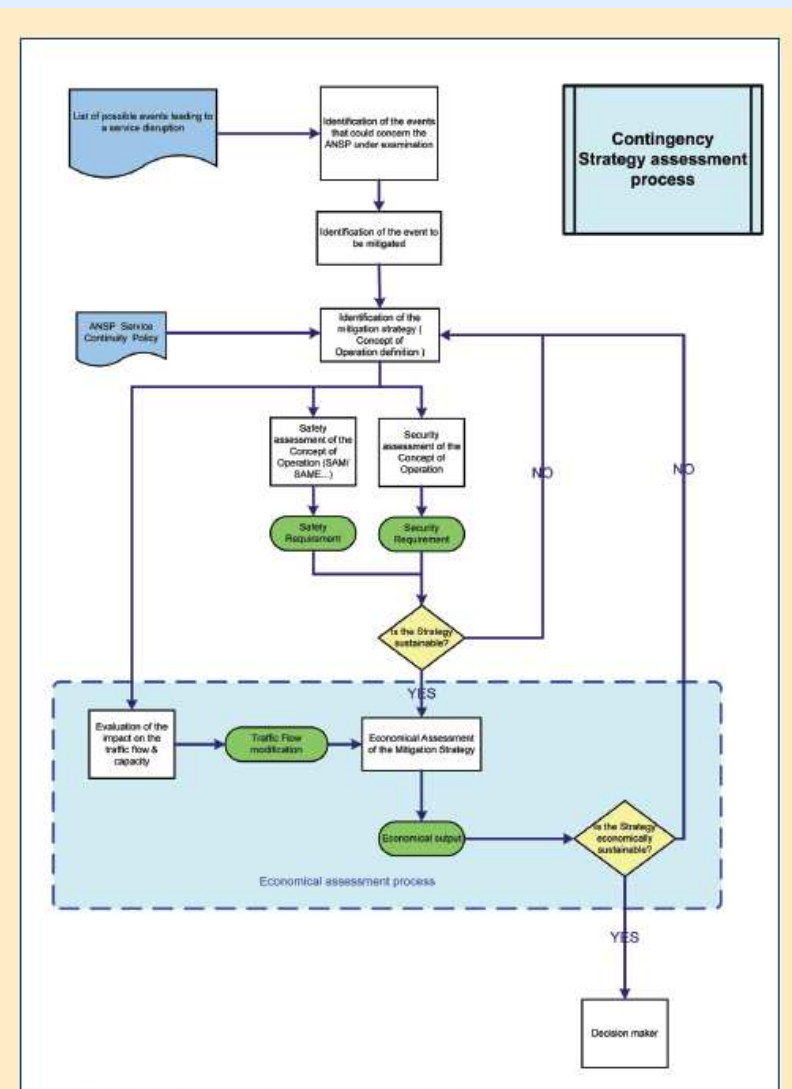 List of possible events leading to
a service disruption
Identification of the events
that could concern the
ANSP under examination
Contingency
Strategy assessment
process
Identification of the event to
be mitigated
ANSP Service
Continuity Policy
Identification of the
mitigation strategy (
Concept of
Operation definition )
Safety
assessment of the
Concept of
Operation (SAM/
SAME...)
Security
assessment of the
Concept of
Operation
NO
NO
Safety
Requirement
Security
Requirement
Is the Strategy
sustainable?
YES
Evaluation of the
impact on the
traffic flow &
capacity
Traffic Flow
modification
Economical Assessment
of the Mitigation Strategy
Economical output
Is the Strategy
economically
sustainable?
Economical assessment process
YES
Decision maker